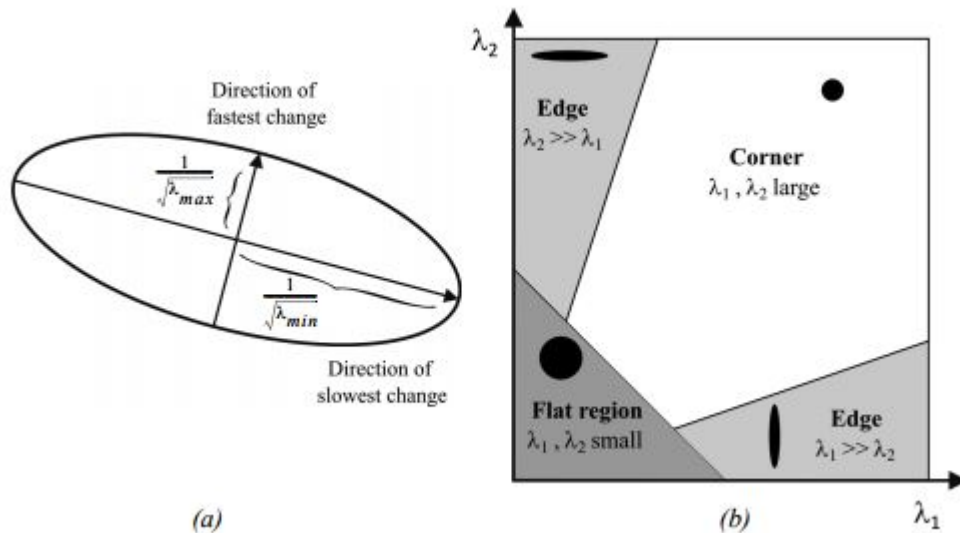 Direction of
fastest change
1
√λmax
1
√λmin
Direction of
slowest change
(a)
λ2
Edge
λ2 >> λ1
Corner
λ1 , λ2 large
Flat region
λ1 , λ2 small
Edge
λ1 >> λ2
λ1
(b)